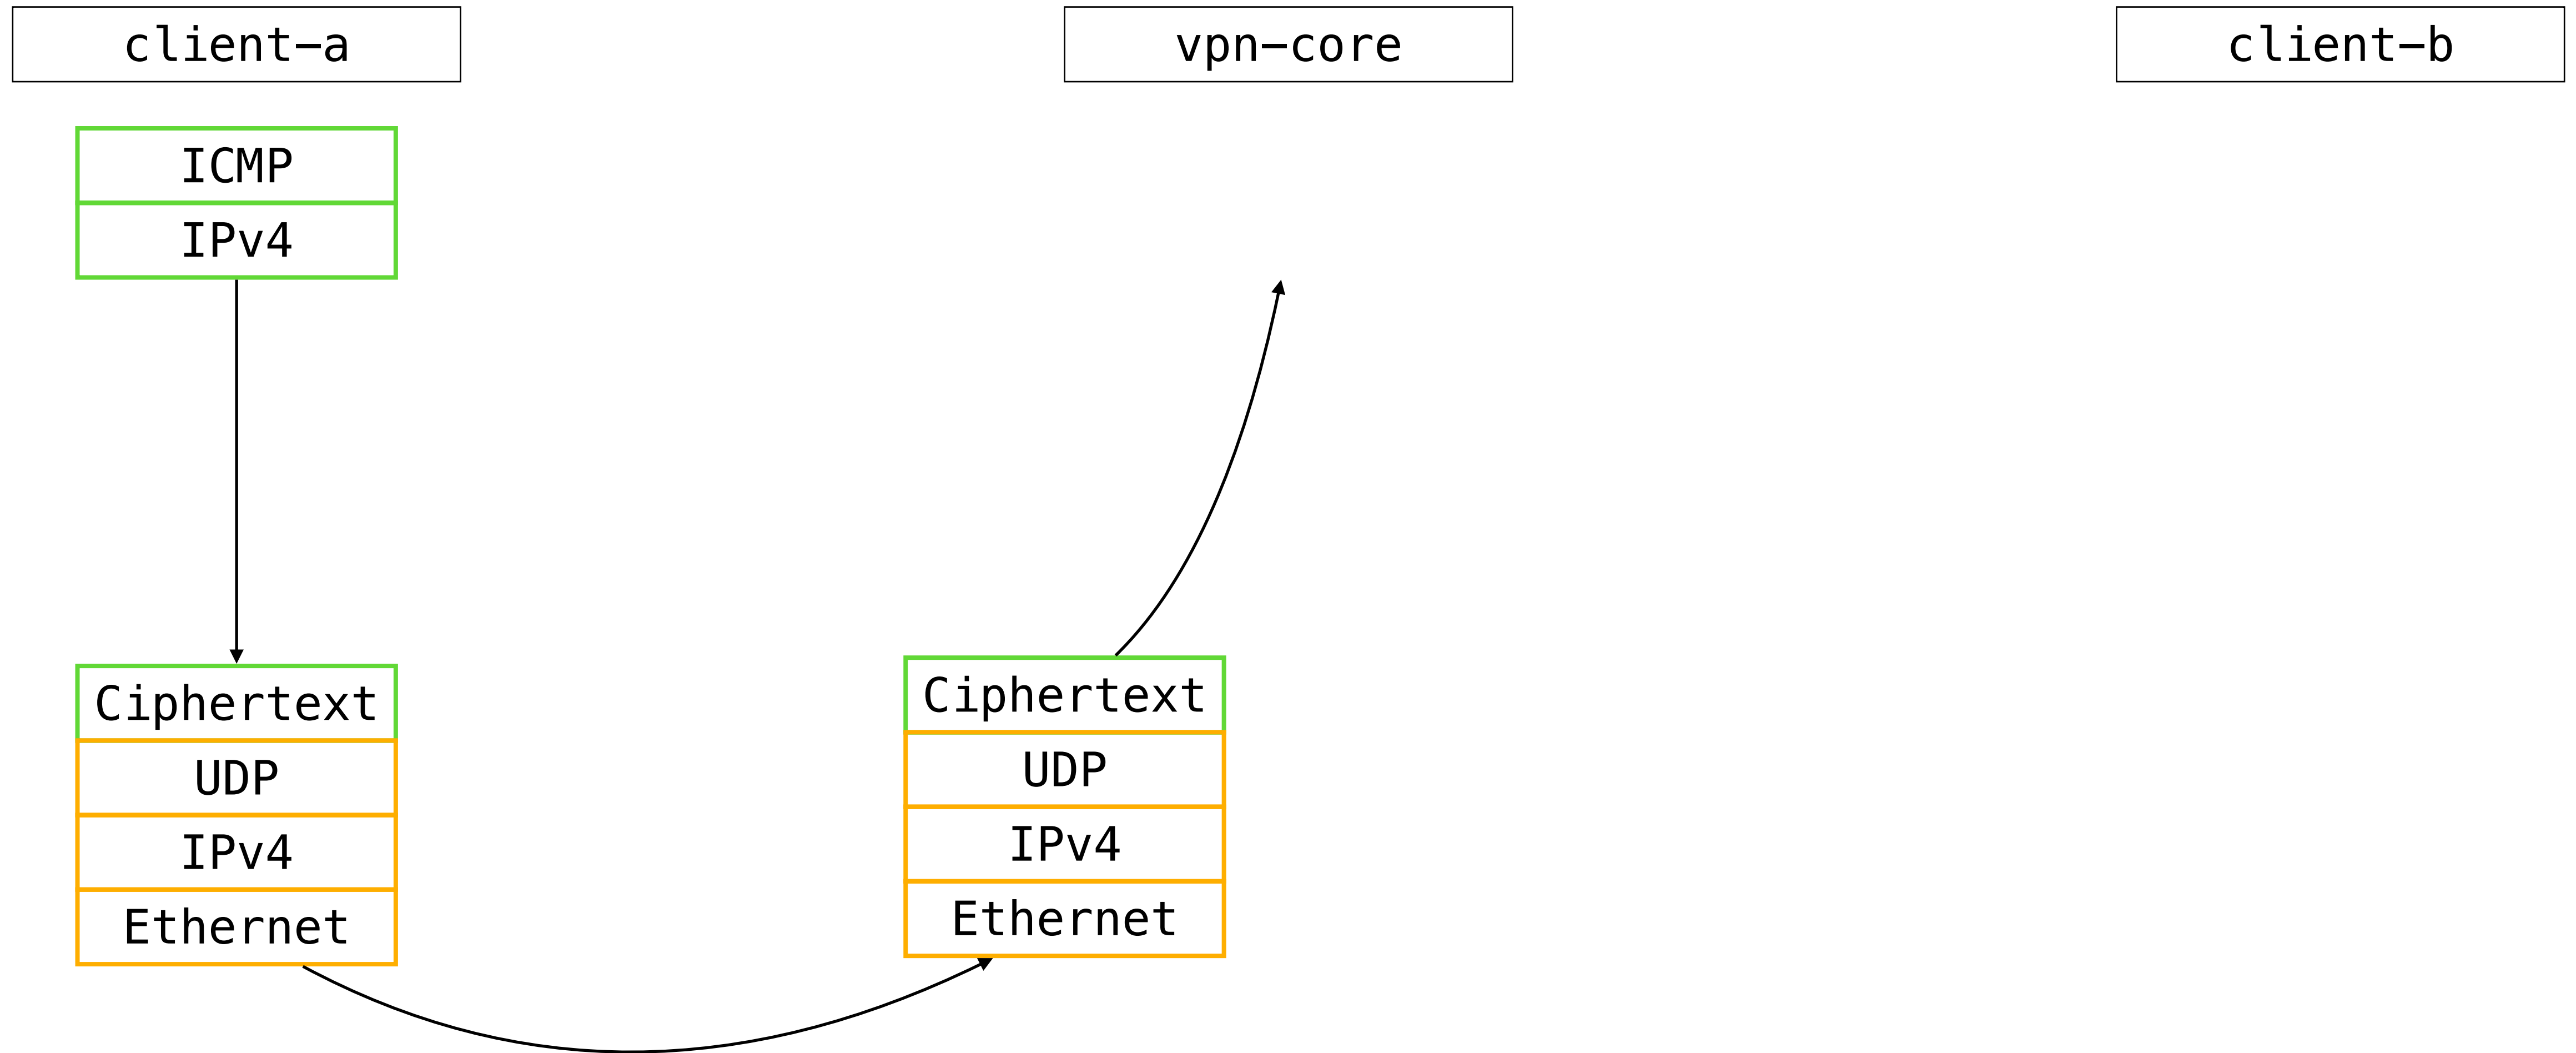 client-a
vpn-core
client-b
ICMP
IPv4
Ciphertext
UDP
IPv4
Ethernet
Ciphertext
UDP
IPv4
Ethernet